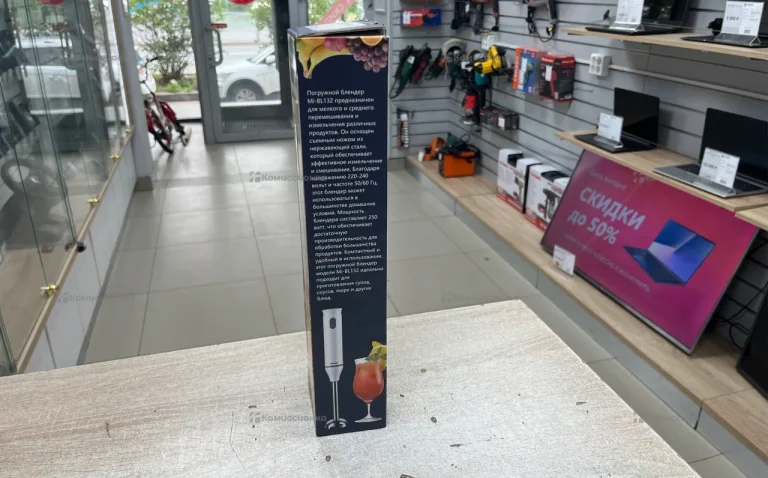 Погружной блендер
Mi-BL132 предназначен
для мелкого и среднего
перемешивания и
измельчения различных
продуктов. Он оснащен
съемным ножом из
нержавеющей стали,
который обеспечивает
эффективное измельчение
и смешивание. Благодаря
напряжению 220-240
вольт и частоте 50/60 Гц,
этот блендер может
использоваться в
большинстве домашних
условий. Мощность
блендера составляет 250
ватт, что обеспечивает
достаточную
производительность для
обработки большинства
продуктов. Компактный и
удобный в использовании,
этот погружной блендер
модели Mi-BL132 идеально
подходит для
приготовления супов,
соусов, пюре и других
блюд.
СКИДКИ
до 50%
Комиссионка
Комиссионка